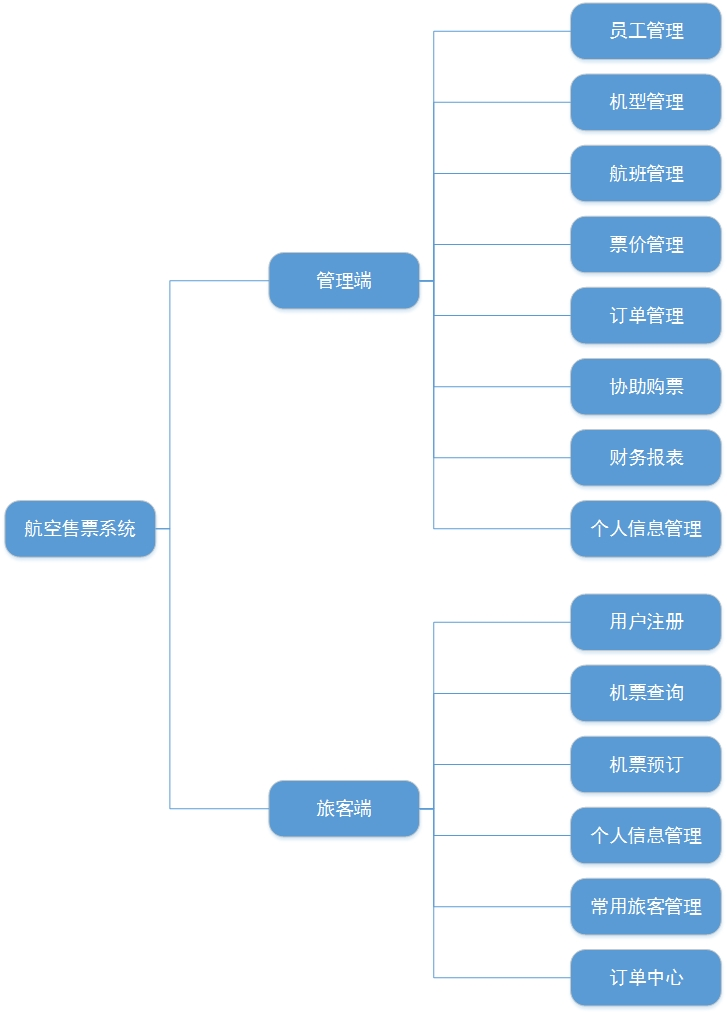 航空售票系统
管理端
员工管理
机型管理
航班管理
票价管理
订单管理
协助购票
财务报表
个人信息管理
旅客端
用户注册
机票查询
机票预订
个人信息管理
常用旅客管理
订单中心